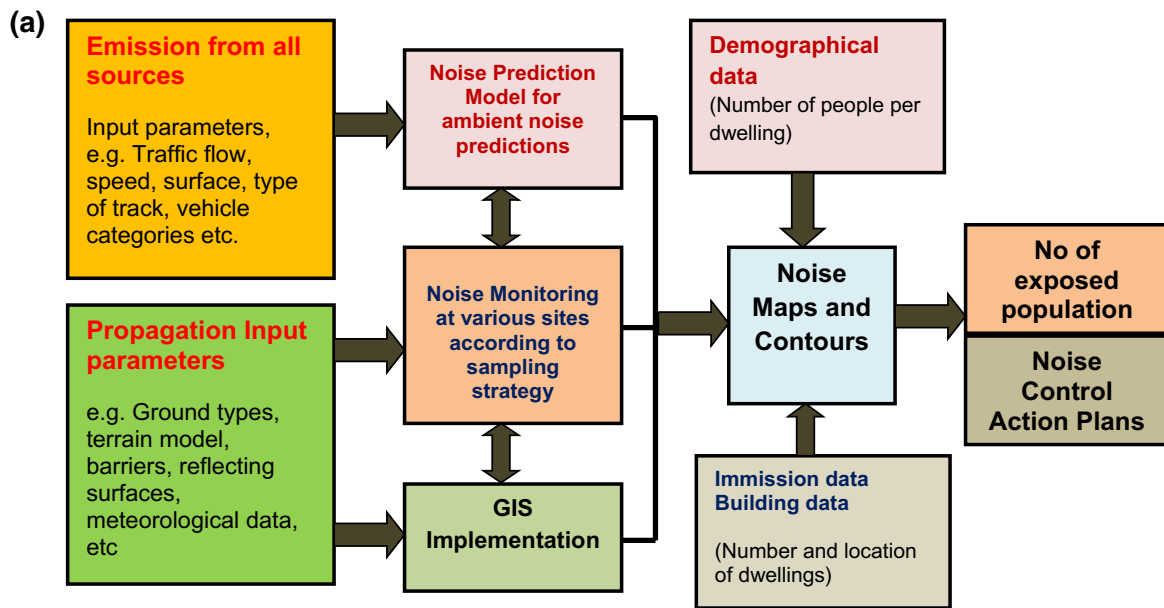 (a)
Emission from all
sources
Input parameters,
e.g. Traffic flow,
speed, surface, type
of track, vehicle
categories etc.
Propagation Input
parameters
e.g. Ground types,
terrain model,
barriers, reflecting
surfaces,
meteorological data,
etc
Noise Prediction
Model for
ambient noise
predictions
Noise Monitoring
at various sites
according to
sampling
strategy
GIS
Implementation
Demographical
data
(Number of people per
dwelling)
Noise
Maps and
Contours
Immission data
Building data
(Number and location
of dwellings)
No of
exposed
population
Noise
Control
Action Plans